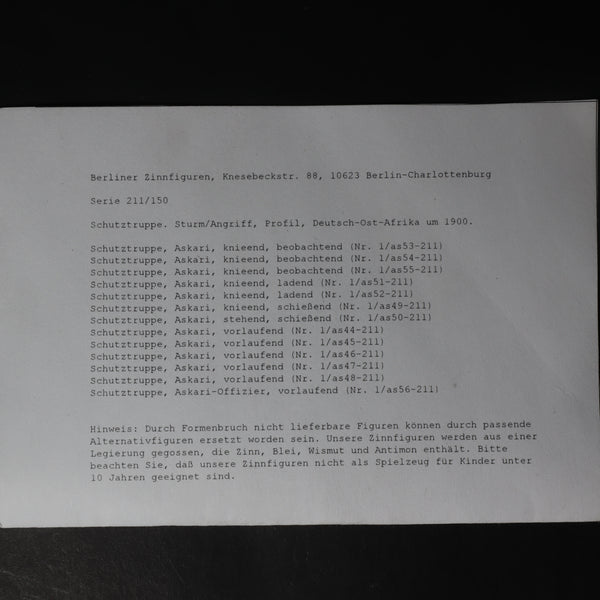 Berliner Zinnfiguren, Knesebeckstr. 88, 10623 Berlin-Charlottenburg
Serie 211/150
Schutztruppe. Sturm/Angriff, Profil, Deutsch-Ost-Afrika um 1900.
Schutztruppe, Askari, knieend, beobachtend (Nr. 1/as53-211)
Schutztruppe, Askari, knieend, beobachtend (Nr. 1/as54-211)
Schutztruppe, Askari, knieend, beobachtend (Nr. 1/as55-211)
Schutztruppe, Askari, knieend, ladend (Nr. 1/as51-211)
Schutztruppe, Askari, knieend, ladend (Nr. 1/as52-211)
Schutztruppe, Askari, knieend, schießend (Nr. 1/as49-211)
Schutztruppe, Askari, stehend, schießend (Nr. 1/as50-211)
Schutztruppe, Askari, vorlaufend (Nr. 1/as44-211)
Schutztruppe, Askari, vorlaufend (Nr. 1/as45-211)
Schutztruppe, Askari, vorlaufend (Nr. 1/as46-211)
Schutztruppe, Askari, vorlaufend (Nr. 1/as47-211)
Schutztruppe, Askari, vorlaufend (Nr. 1/as48-211)
Schutztruppe, Askari-Offizier, vorlaufend (Nr. 1/as56-211)
Hinweis: Durch Formenbruch nicht lieferbare Figuren können durch passende
Alternativfiguren ersetzt worden sein. Unsere Zinnfiguren werden aus einer
Legierung gegossen, die Zinn, Blei, Wismut und Antimon enthält. Bitte
beachten Sie, daß unsere Zinnfiguren nicht als Spielzeug für Kinder unter
10 Jahren geeignet sind.